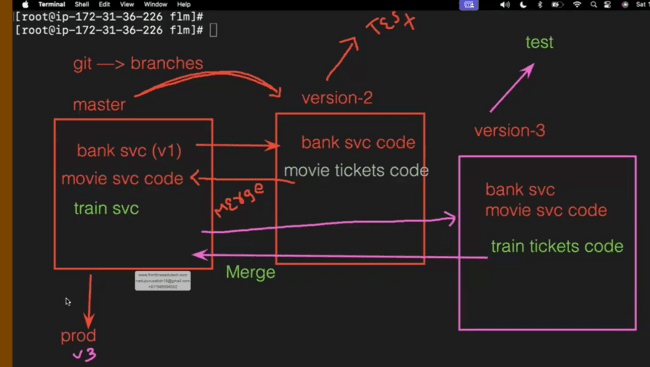 Terminal Shell Edit View Window Help
[root@ip-172-31-36-226 flm]#
[root@ip-172-31-36-226 flm]#
git —> branches
Test
test
master
version-2
version-3
bank svc (v1)
movie svc code
train svc
bank svc code
movie tickets code
Merge
bank svc
movie svc code
train tickets code
Merge
prod
v3